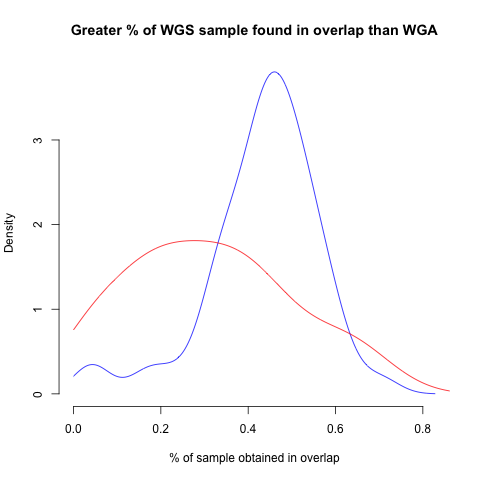 Greater % of WGS sample found in overlap than WGA
Density
3
2
1
0
0.0 0.2 0.4 0.6 0.8
% of sample obtained in overlap